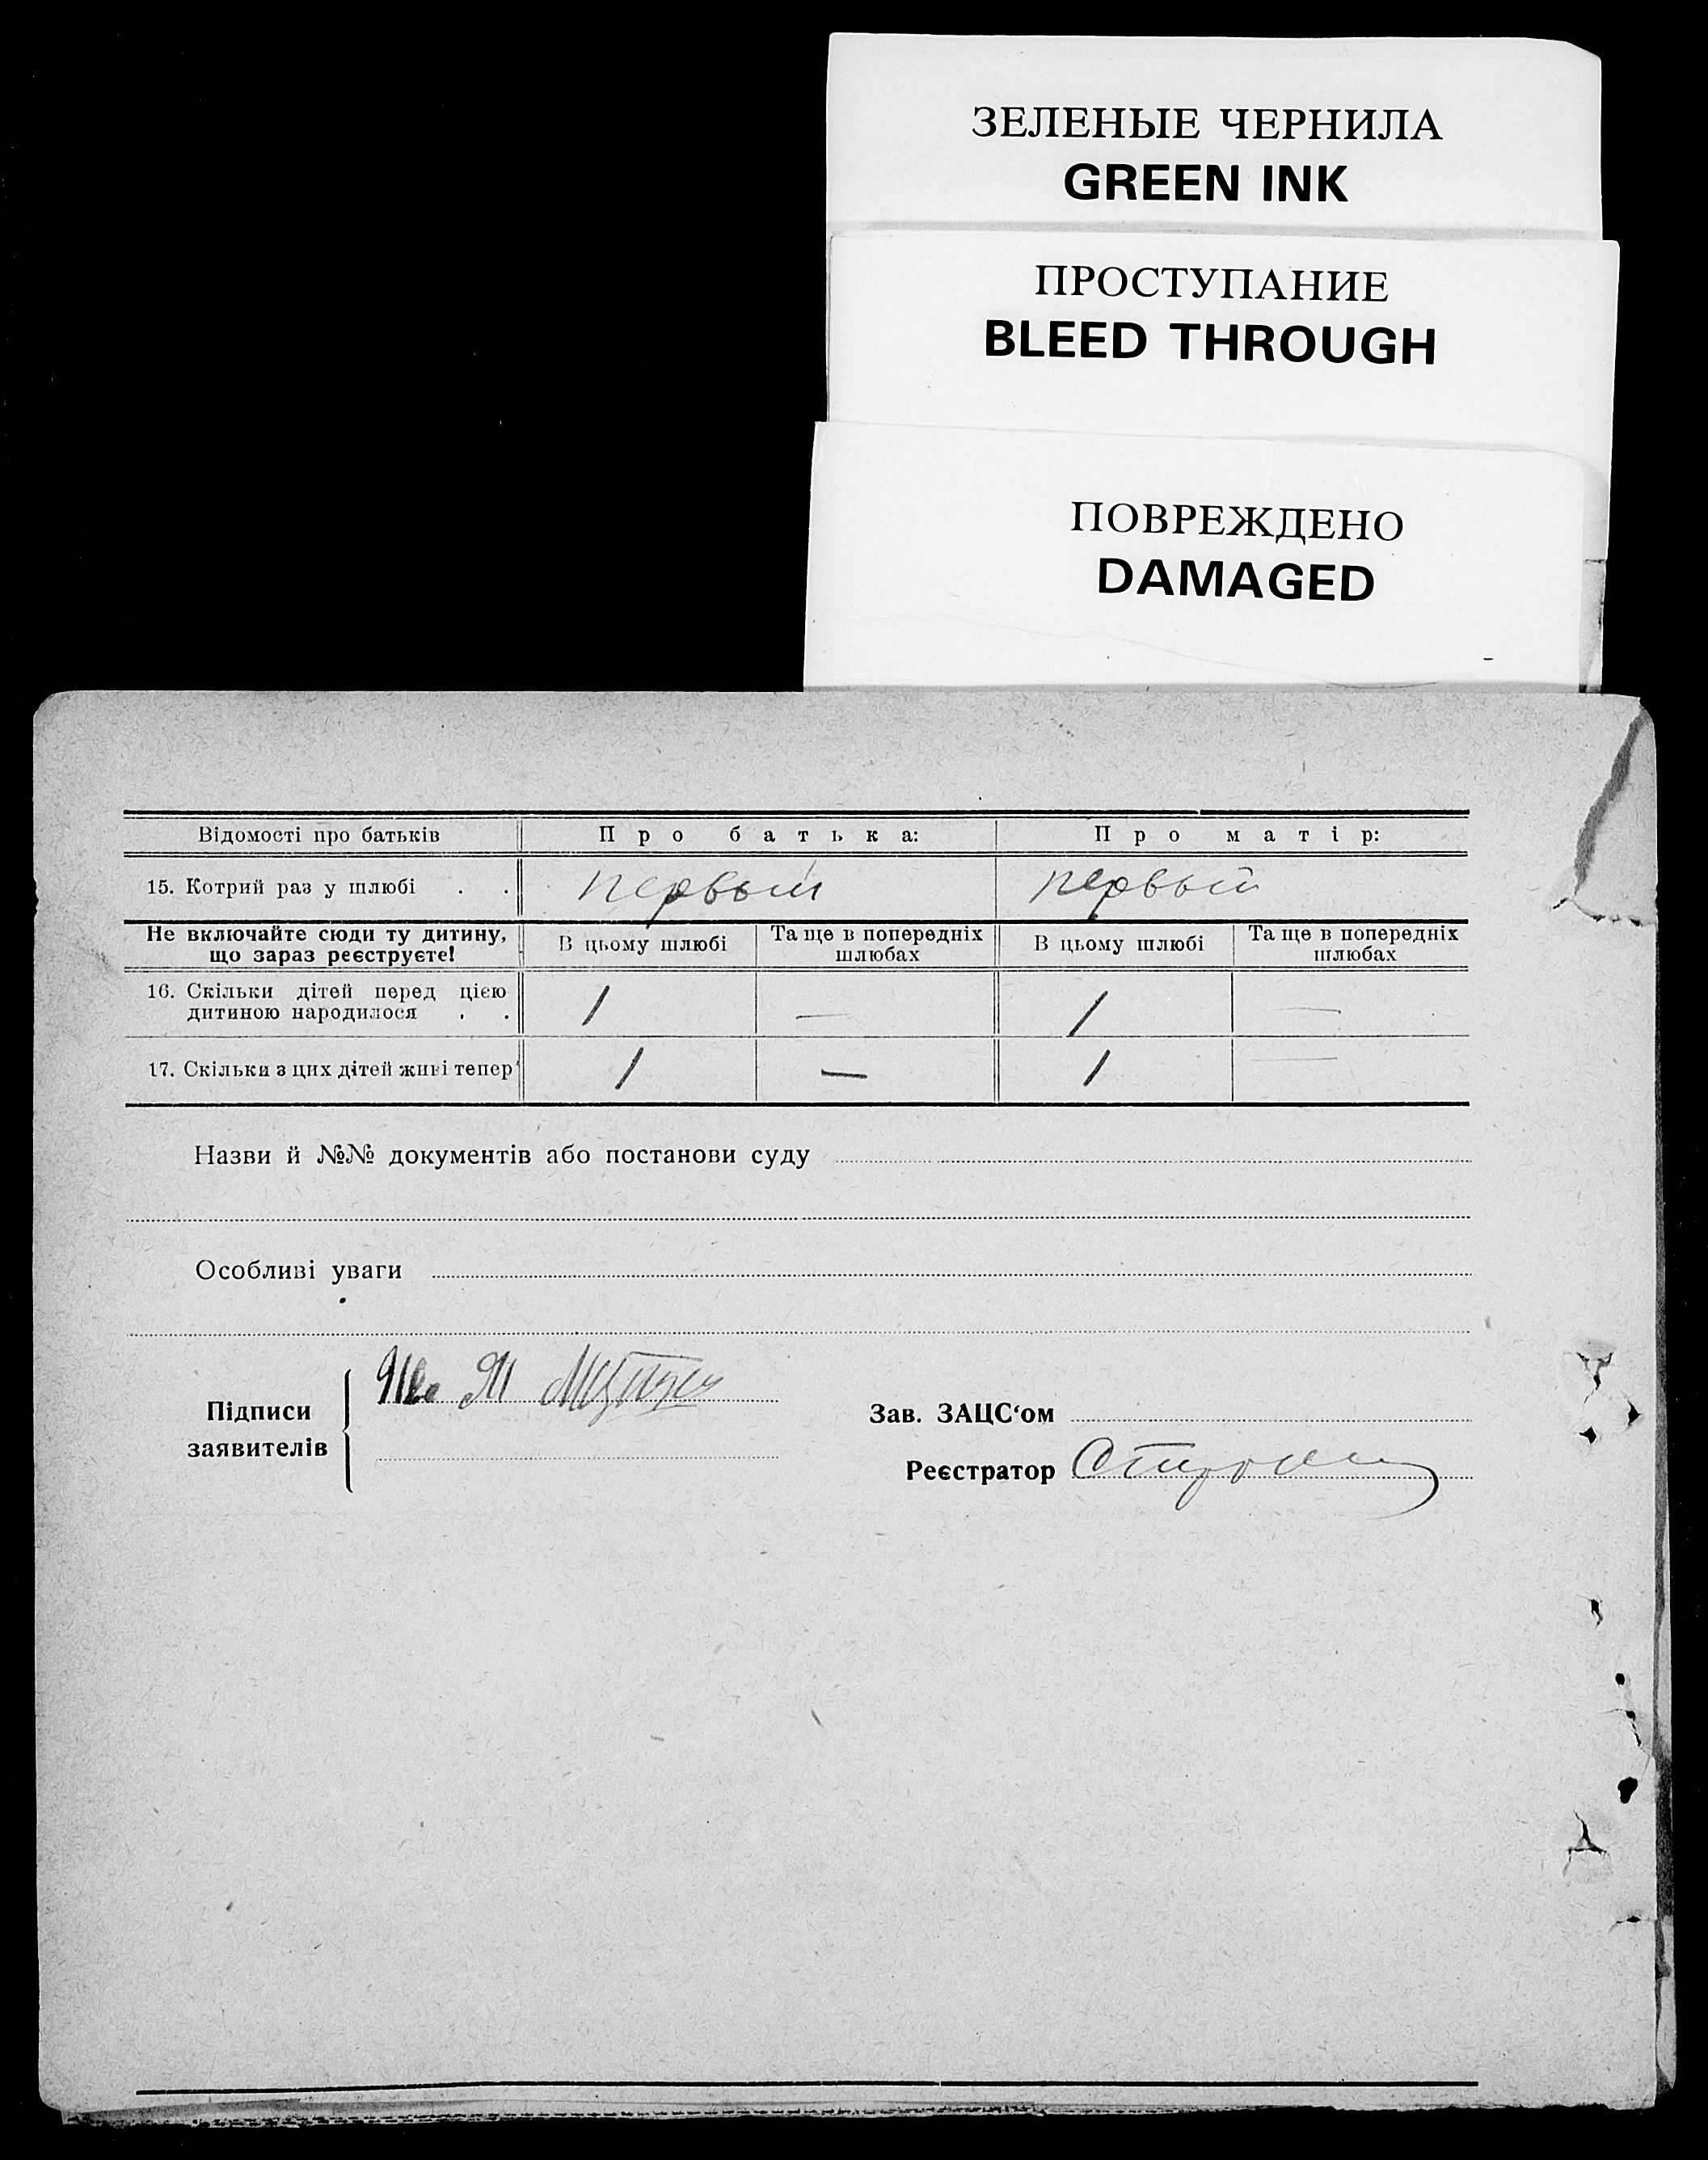 ЗЕЛЕНЫЕ ЧЕРНИЛА
GREEN INK
ПРОСТУПАНИЕ
BLEED THROUGH
ПОВРЕЖДЕНО
DAMAGED
Відомості про батьків Про батька: Про матір:
15. Котрий раз у шлюбі . . первый первый
Не включайте сюди ту дитину, що зараз реєструєте! В цьому шлюбі Та ще в попередніх шлюбах В цьому шлюбі Та ще в попередніх шлюбах
16. Скільки дітей перед цією дитиною народилося . . 1 — 1 —
17. Скільки з цих дітей живі тепер 1 — 1 —
Назви й №№ документів або постанови суду
Особливі уваги
Підписи заявителів
Зав. ЗАЦС‘ом
Реєстратор